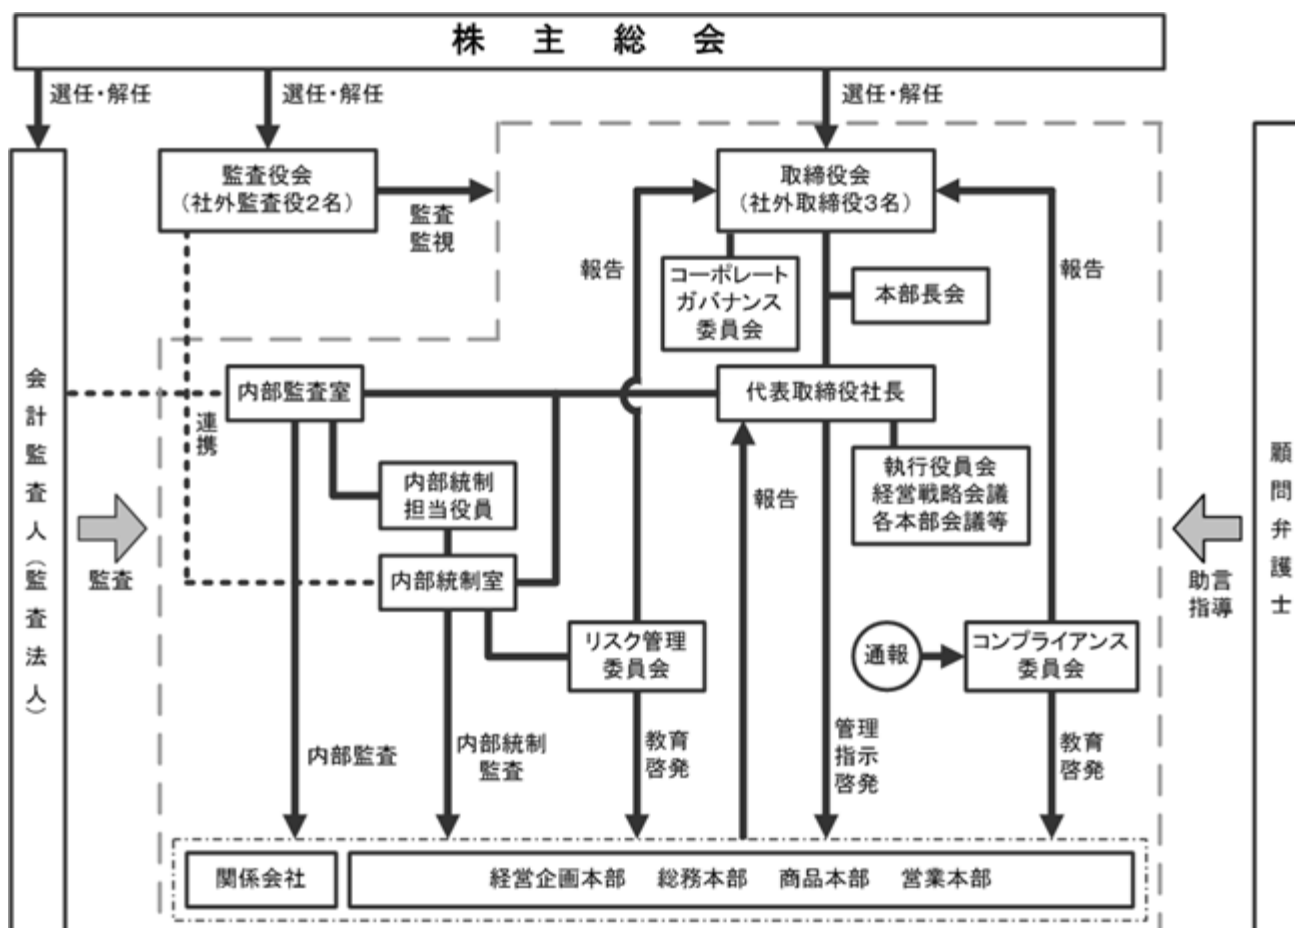 株主総会
選任・解任
選任・解任
選任・解任
監査役会
(社外監査役2名)
監査
監視
取締役会
(社外取締役3名)
報告
コーポレート
ガバナンス
委員会
本部長会
報告
会計監査人(監査法人)
内部監査室
代表取締役社長
連携
内部統制
担当役員
報告
執行役員会
経営戦略会議
各本部会議等
顧問弁護士
監査
内部統制室
助言
指導
リスク管理
委員会
通報
コンプライアンス
委員会
内部監査
内部統制
監査
教育
啓発
管理
指示
啓発
教育
啓発
関係会社
経営企画本部 総務本部 商品本部 営業本部